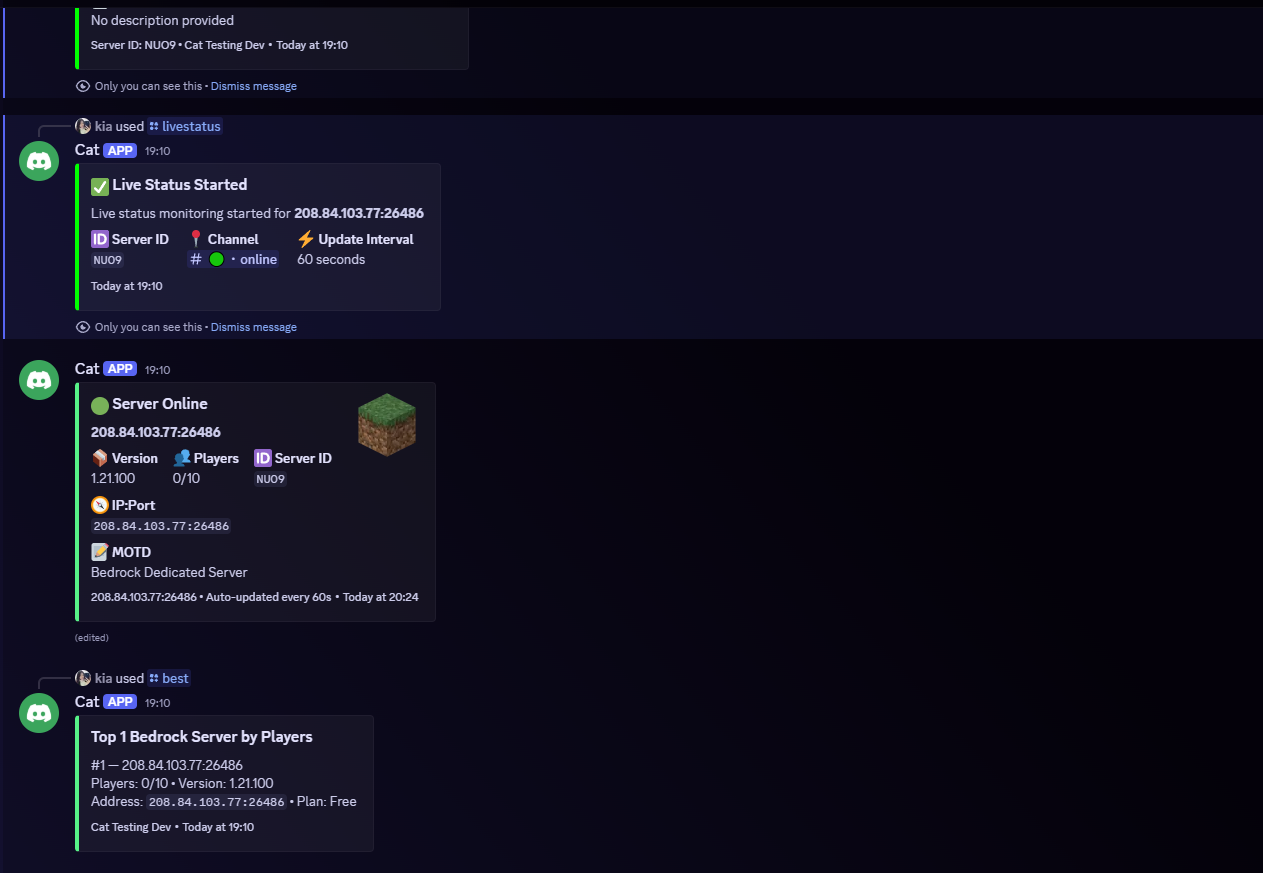 No description provided
Server ID: NUO9 • Cat Testing Dev • Today at 19:10
Only you can see this • Dismiss message
kia used livestatus
Cat APP 19:10
Live Status Started
Live status monitoring started for 208.84.103.77:26486
ID Server ID Channel Update Interval
NUO9 # · online 60 seconds
Today at 19:10
Only you can see this • Dismiss message
Cat APP 19:10
Server Online
208.84.103.77:26486
Version Players ID Server ID
1.21.100 0/10 NUO9
IP:Port
208.84.103.77:26486
MOTD
Bedrock Dedicated Server
208.84.103.77:26486 • Auto-updated every 60s • Today at 20:24
(edited)
kia used best
Cat APP 19:10
Top 1 Bedrock Server by Players
#1 — 208.84.103.77:26486
Players: 0/10 • Version: 1.21.100
Address: 208.84.103.77:26486 • Plan: Free
Cat Testing Dev • Today at 19:10